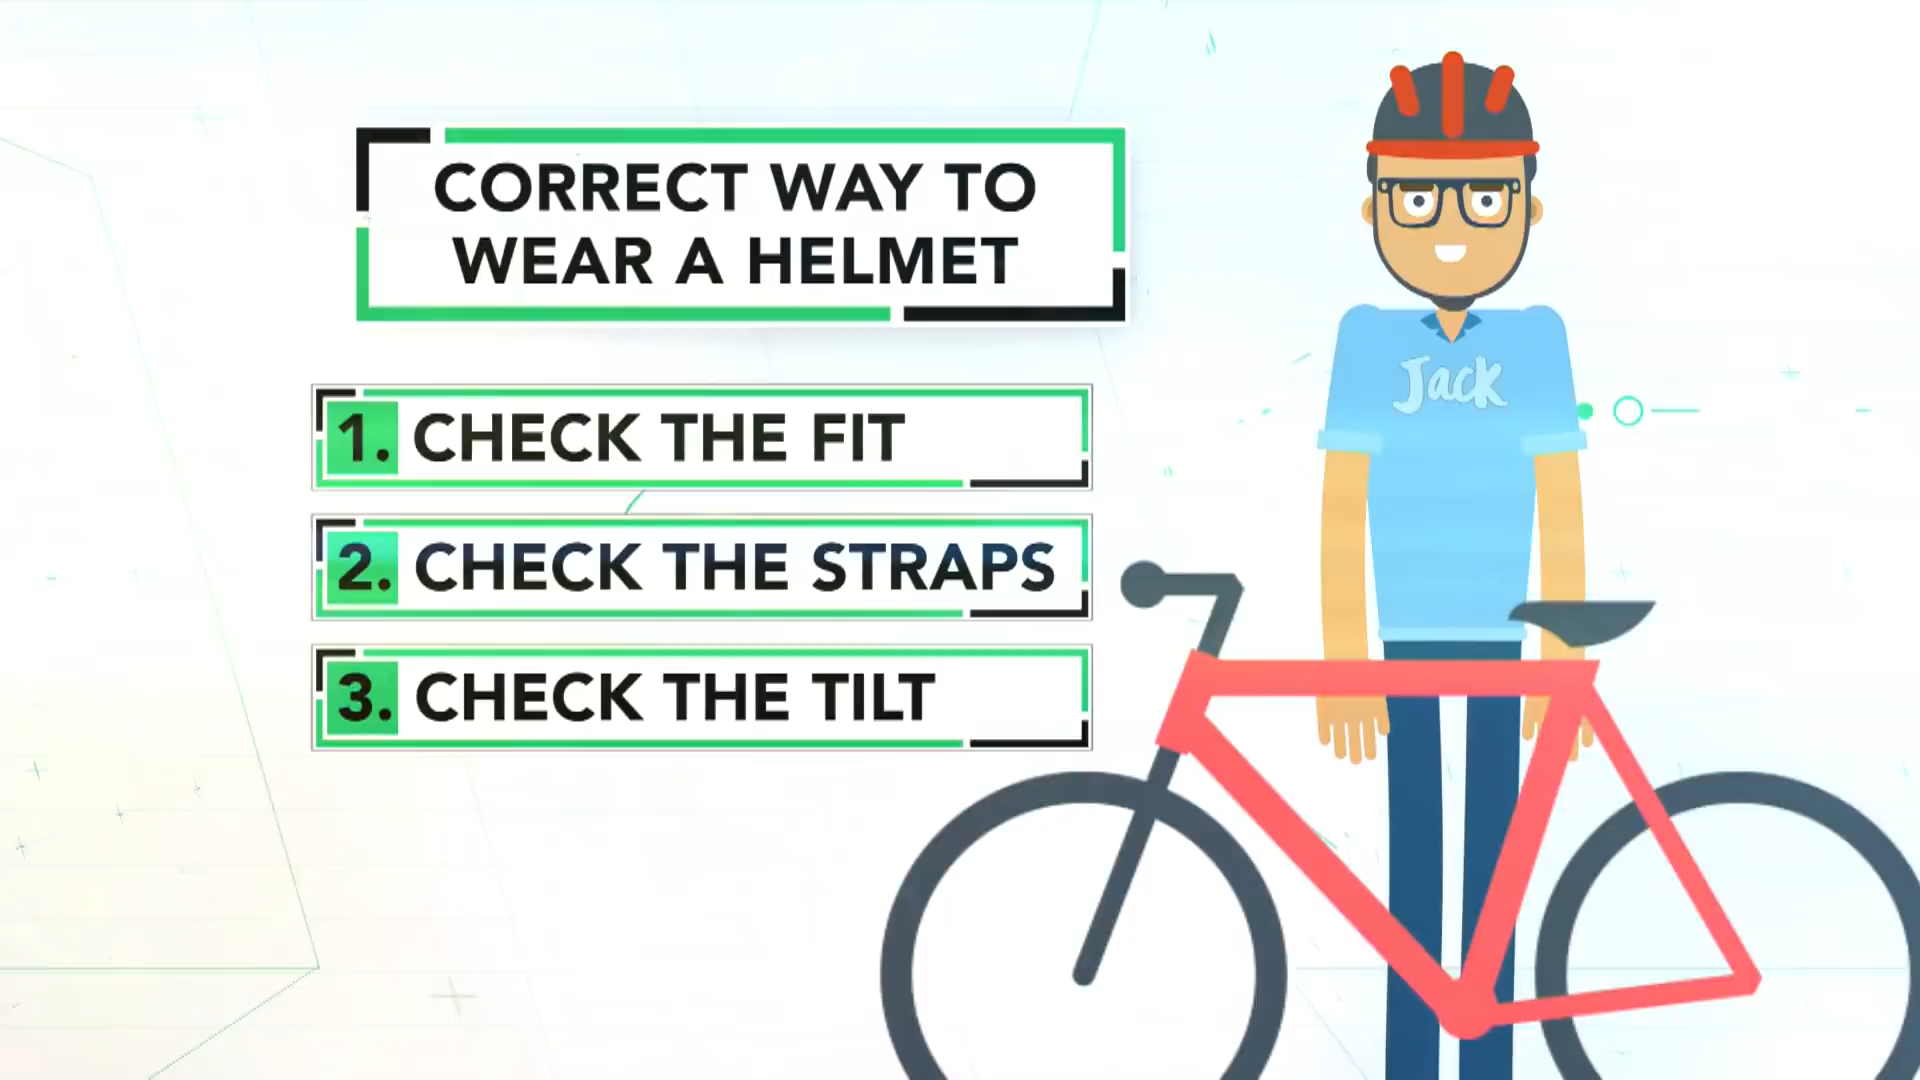 CORRECT WAY TO
WEAR A HELMET
1. CHECK THE FIT
2. CHECK THE STRAPS
3. CHECK THE TILT
Jack